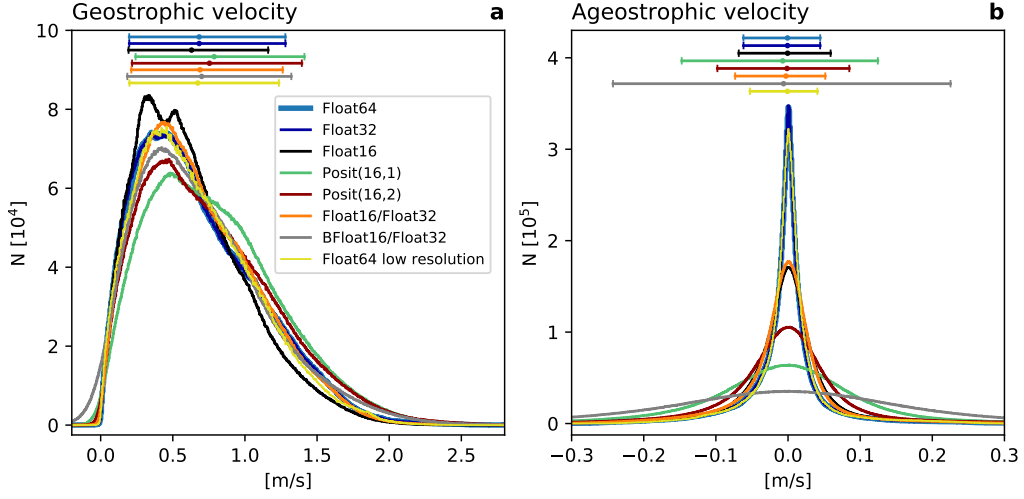 Geostrophic velocity
a
N [10⁴]
10
8
6
4
2
0
0.0 0.5 1.0 1.5 2.0 2.5
[m/s]
Float64
Float32
Float16
Posit(16,1)
Posit(16,2)
Float16/Float32
BFloat16/Float32
Float64 low resolution
Ageostrophic velocity
b
N [10⁵]
4
3
2
1
0
−0.3 −0.2 −0.1 0.0 0.1 0.2 0.3
[m/s]